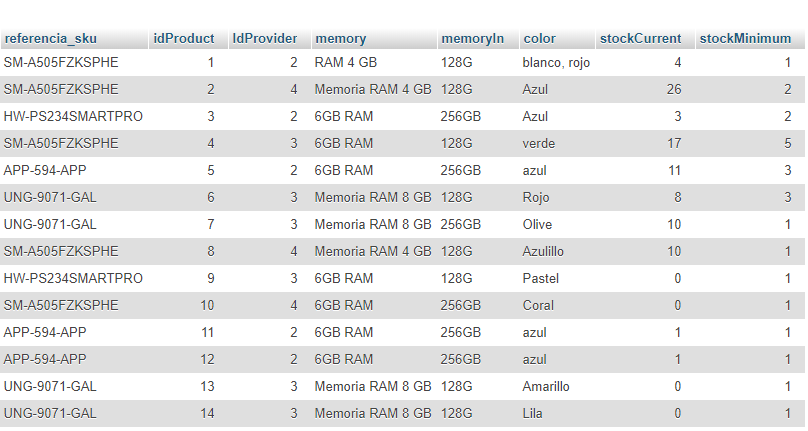 referencia_sku idProduct IdProvider memory memoryIn color stockCurrent stockMinimum
SM-A505FZKSPHE 1 2 RAM 4 GB 128G blanco, rojo 4 1
SM-A505FZKSPHE 2 4 Memoria RAM 4 GB 128G Azul 26 2
HW-PS234SMARTPRO 3 2 6GB RAM 128G Azul 3 2
SM-A505FZKSPHE 4 3 6GB RAM 128G verde 17 5
APP-594-APP 5 2 6GB RAM 256GB azul 11 3
UNG-9071-GAL 6 3 Memoria RAM 8 GB 128G Rojo 8 3
UNG-9071-GAL 7 3 Memoria RAM 8 GB 256GB Olive 10 1
SM-A505FZKSPHE 8 4 Memoria RAM 4 GB 128G Azulillo 10 1
HW-PS234SMARTPRO 9 3 6GB RAM 128G Pastel 0 1
SM-A505FZKSPHE 10 4 6GB RAM 256GB Coral 0 1
APP-594-APP 11 2 6GB RAM 256GB azul 1 1
APP-594-APP 12 2 6GB RAM 256GB azul 1 1
UNG-9071-GAL 13 3 Memoria RAM 8 GB 128G Amarillo 0 1
UNG-9071-GAL 14 3 Memoria RAM 8 GB 128G Lila 0 1